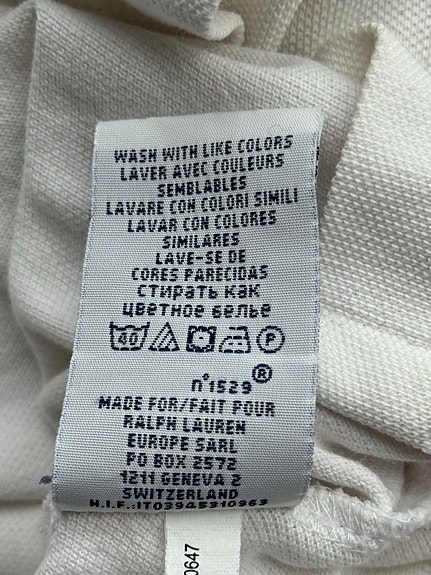 WASH WITH LIKE COLORS
LAVER AVEC COULEURS
SEMBLABLES
LAVARE CON COLORI SIMILI
LAVAR CON COLORES
SIMILARES
LAVE-SE DE
CORES PARECIDAS
СТИРАТЬ КАК
ЦВЕТНОЕ БЕЛЬЕ
40 P
n°1529 ®
MADE FOR/FAIT POUR
RALPH LAUREN
EUROPE SARL
PO BOX 2572
1211 GENEVA 2
SWITZERLAND
N.I.F.:IT03945310963
0647